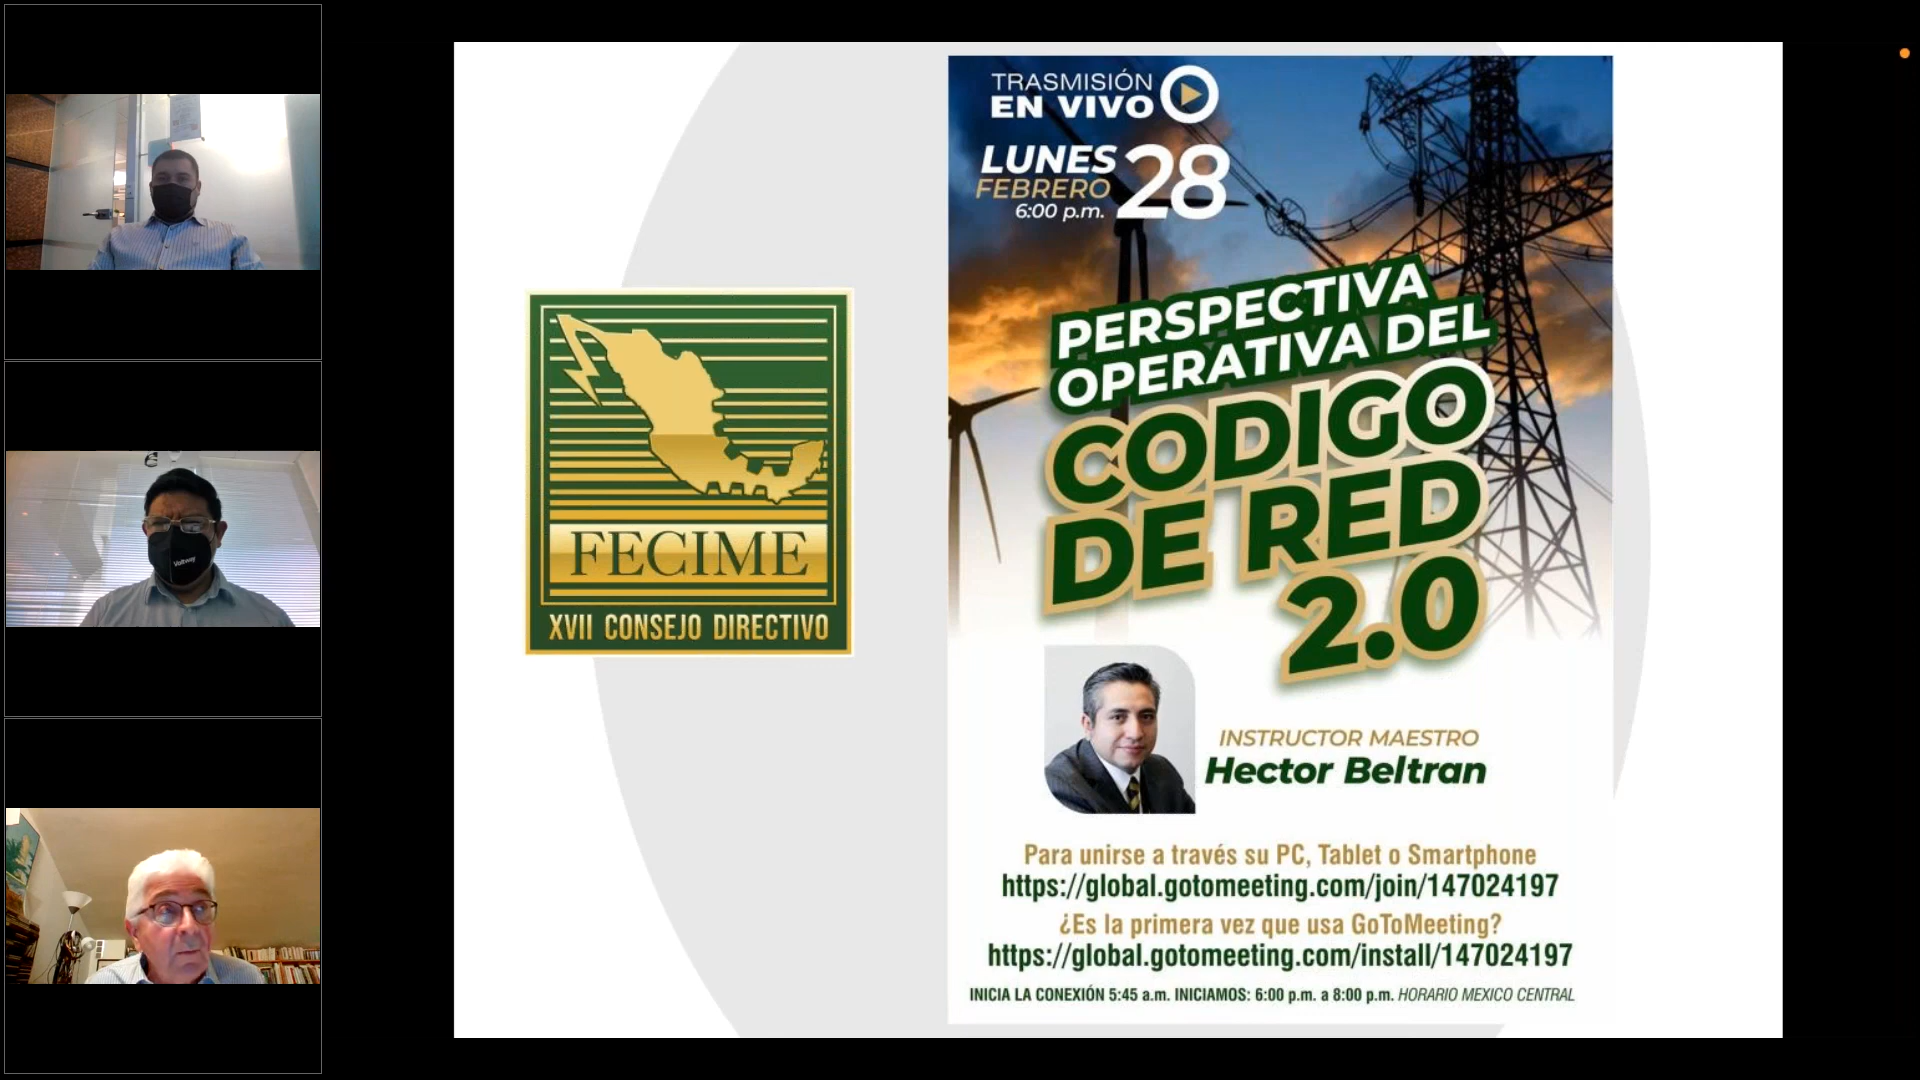 TRASMISIÓN
EN VIVO
LUNES
FEBRERO
6:00 p.m.
28
PERSPECTIVA
OPERATIVA DEL
CODIGO
DE RED
2.0
FECIME
XVII CONSEJO DIRECTIVO
INSTRUCTOR MAESTRO
Hector Beltran
Para unirse a través su PC, Tablet o Smartphone
https://global.gotomeeting.com/join/147024197
¿Es la primera vez que usa GoToMeeting?
https://global.gotomeeting.com/install/147024197
INICIA LA CONEXIÓN 5:45 a.m. INICIAMOS: 6:00 p.m. a 8:00 p.m. HORARIO MEXICO CENTRAL
Voltway